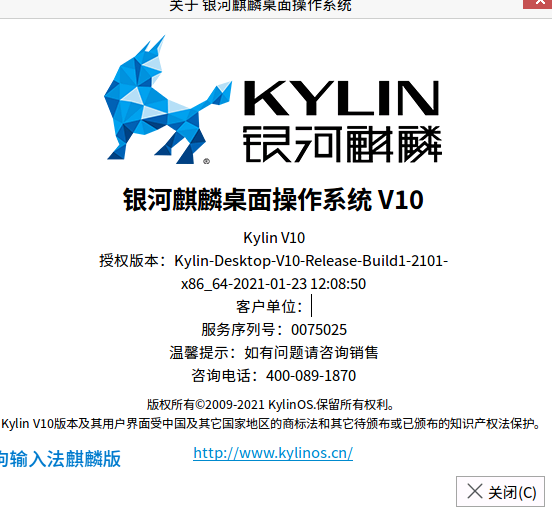 关于 银河麒麟桌面操作系统
KYLIN
银河麒麟
®
银河麒麟桌面操作系统 V10
Kylin V10
授权版本：Kylin-Desktop-V10-Release-Build1-2101-
x86_64-2021-01-23 12:08:50
客户单位：
服务序列号：0075025
温馨提示：如有问题请咨询销售
咨询电话：400-089-1870
版权所有©2009-2021 KylinOS.保留所有权利。
Kylin V10版本及其用户界面受中国及其它国家地区的商标法和其它待颁布或已颁布的知识产权法保护。
狗输入法麒麟版
http://www.kylinos.cn/
关闭(C)